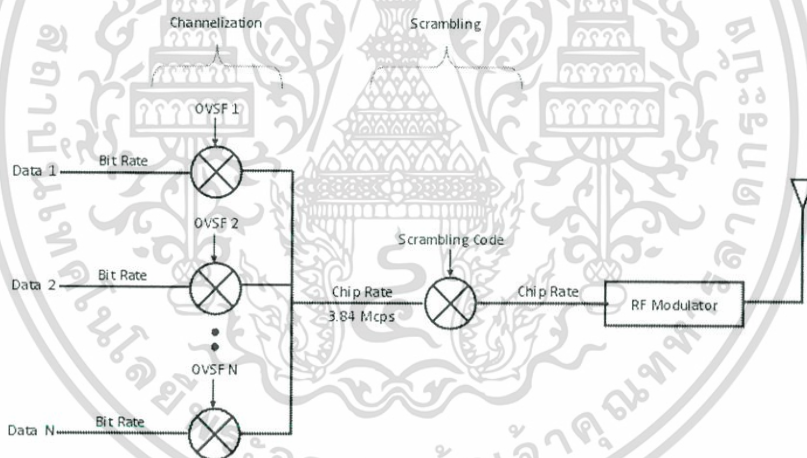 Channelization
Scrambling
OVSF 1
Data 1
Bit Rate
OVSF 2
Data 2
Bit Rate
Scrambling Code
Chip Rate
3.84 Mcps
Chip Rate
RF Modulator
OVSF N
Data N
Bit Rate